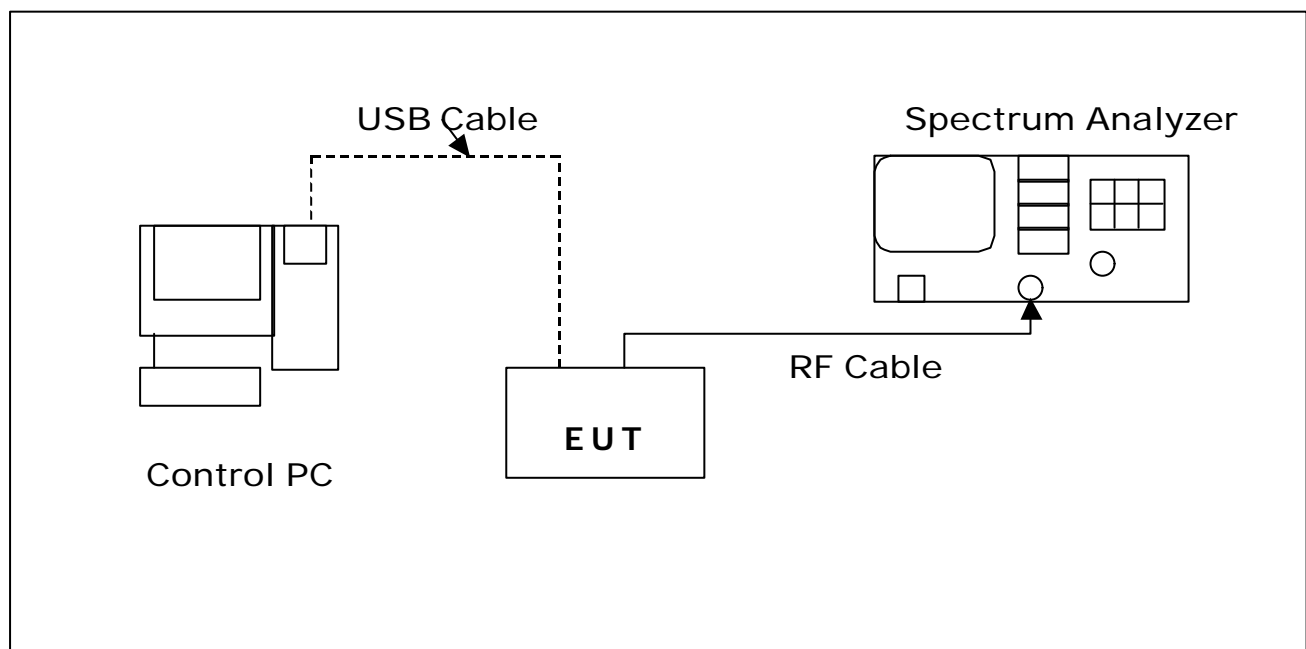 USB Cable
Spectrum Analyzer
RF Cable
EUT
Control PC